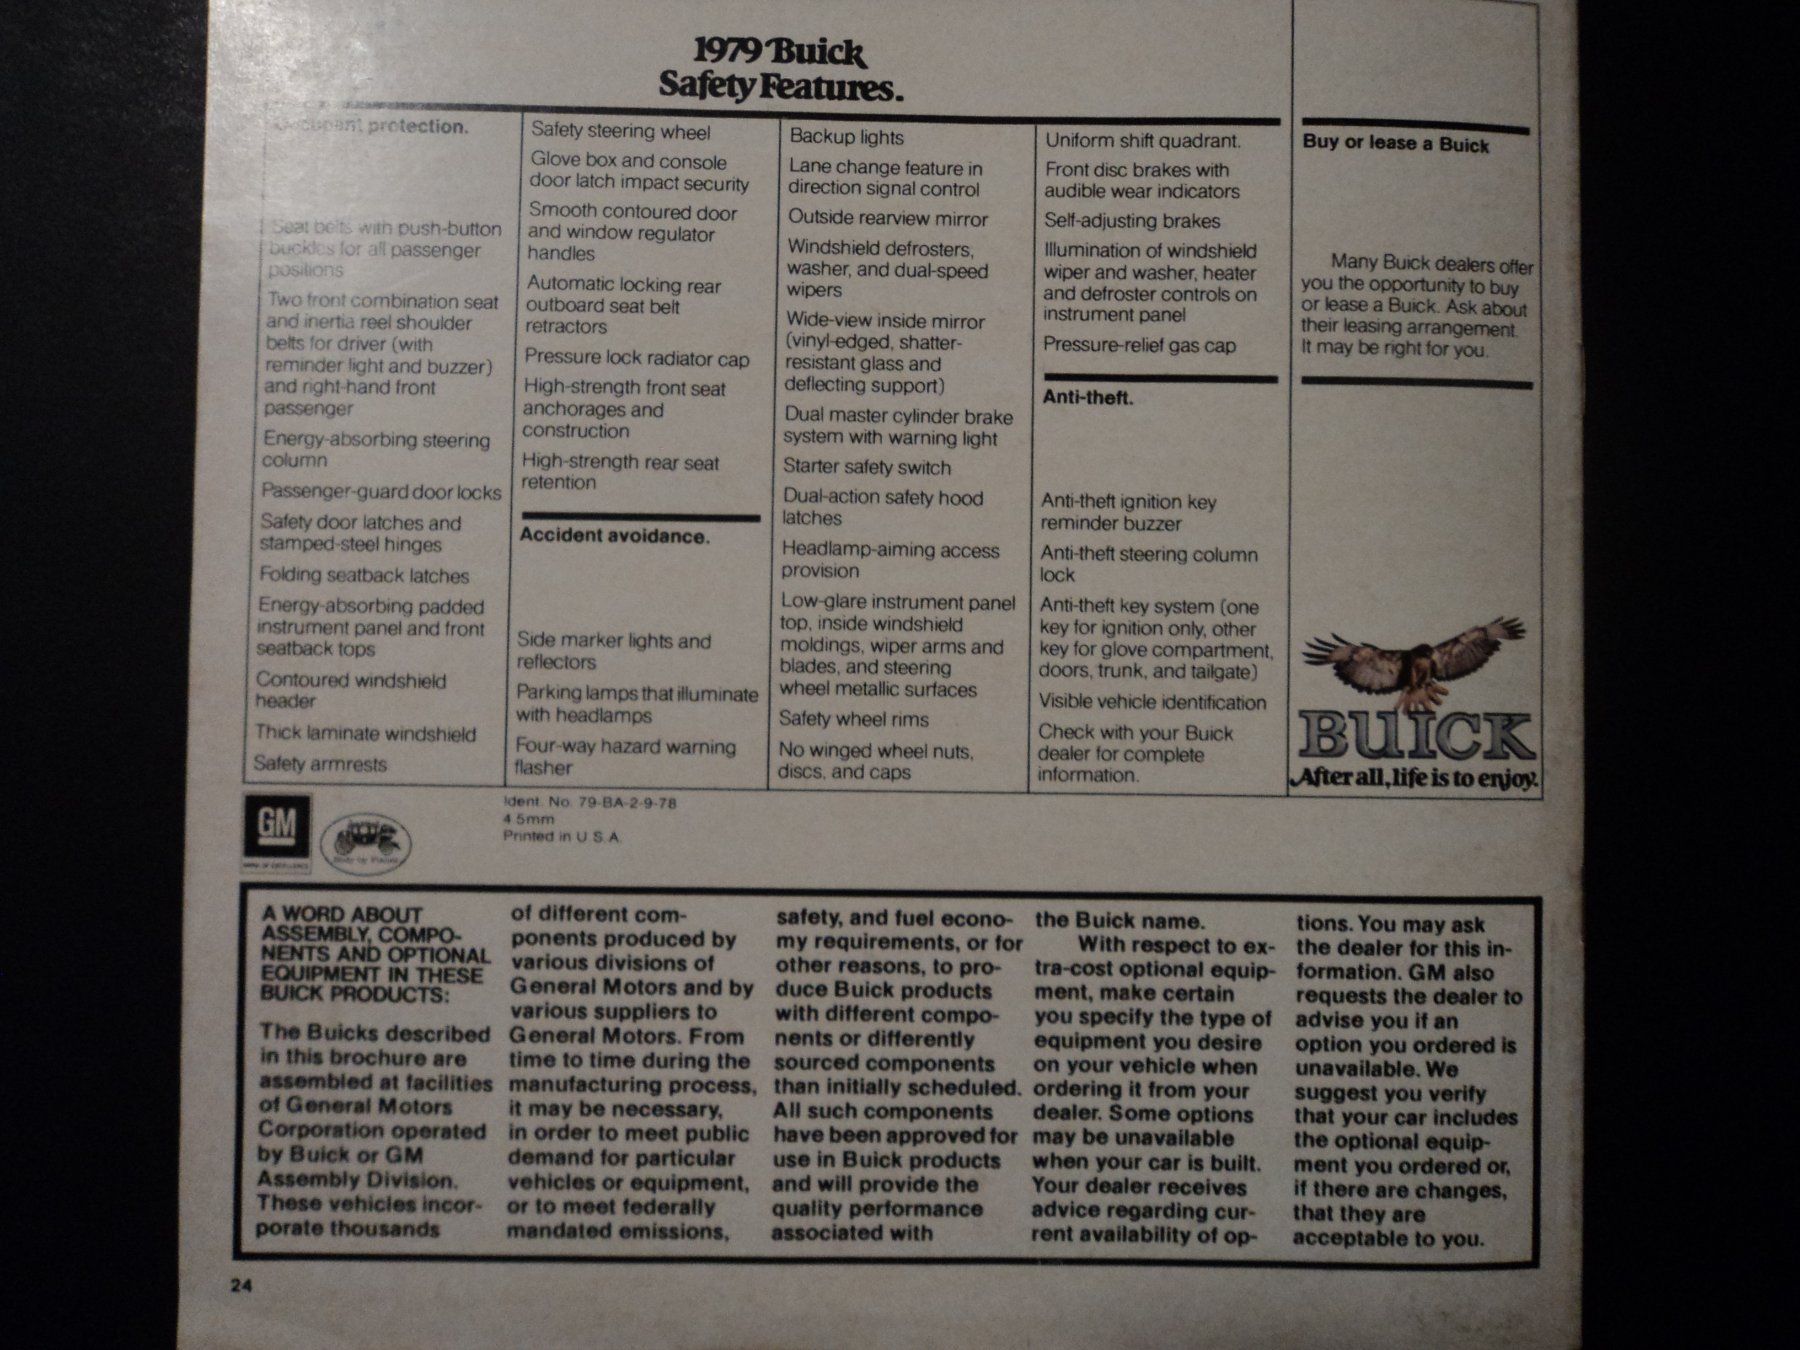 1979 Buick
Safety Features.
Occupant protection.
Seat belts with push-button
buckles for all passenger
positions
Two front combination seat
and inertia reel shoulder
belts for driver (with
reminder light and buzzer)
and right-hand front
passenger
Energy-absorbing steering
column
Passenger-guard door locks
Safety door latches and
stamped-steel hinges
Folding seatback latches
Energy-absorbing padded
instrument panel and front
seatback tops
Contoured windshield
header
Thick laminate windshield
Safety armrests
Safety steering wheel
Glove box and console
door latch impact security
Smooth contoured door
and window regulator
handles
Automatic locking rear
outboard seat belt
retractors
Pressure lock radiator cap
High-strength front seat
anchorages and
construction
High-strength rear seat
retention
Accident avoidance.
Side marker lights and
reflectors
Parking lamps that illuminate
with headlamps
Four-way hazard warning
flasher
Backup lights
Lane change feature in
direction signal control
Outside rearview mirror
Windshield defrosters,
washer, and dual-speed
wipers
Wide-view inside mirror
(vinyl-edged, shatter-
resistant glass and
deflecting support)
Dual master cylinder brake
system with warning light
Starter safety switch
Dual-action safety hood
latches
Headlamp-aiming access
provision
Low-glare instrument panel
top, inside windshield
moldings, wiper arms and
blades, and steering
wheel metallic surfaces
Safety wheel rims
No winged wheel nuts,
discs, and caps
Uniform shift quadrant.
Front disc brakes with
audible wear indicators
Self-adjusting brakes
Illumination of windshield
wiper and washer, heater
and defroster controls on
instrument panel
Pressure-relief gas cap
Anti-theft.
Anti-theft ignition key
reminder buzzer
Anti-theft steering column
lock
Anti-theft key system (one
key for ignition only, other
key for glove compartment,
doors, trunk, and tailgate)
Visible vehicle identification
Check with your Buick
dealer for complete
information.
Buy or lease a Buick
Many Buick dealers offer
you the opportunity to buy
or lease a Buick. Ask about
their leasing arrangement.
It may be right for you.
BUICK
After all, life is to enjoy.
GM
MARK OF EXCELLENCE
Body by Fisher
Ident. No. 79-BA-2-9-78
4.5mm
Printed in U.S.A.
A WORD ABOUT
ASSEMBLY, COMPO-
NENTS AND OPTIONAL
EQUIPMENT IN THESE
BUICK PRODUCTS:
The Buicks described
in this brochure are
assembled at facilities
of General Motors
Corporation operated
by Buick or GM
Assembly Division.
These vehicles incor-
porate thousands
of different com-
ponents produced by
various divisions of
General Motors and by
various suppliers to
General Motors. From
time to time during the
manufacturing process,
it may be necessary,
in order to meet public
demand for particular
vehicles or equipment,
or to meet federally
mandated emissions,
safety, and fuel econo-
my requirements, or for
other reasons, to pro-
duce Buick products
with different compo-
nents or differently
sourced components
than initially scheduled.
All such components
have been approved for
use in Buick products
and will provide the
quality performance
associated with
the Buick name.
With respect to ex-
tra-cost optional equip-
ment, make certain
you specify the type of
equipment you desire
on your vehicle when
ordering it from your
dealer. Some options
may be unavailable
when your car is built.
Your dealer receives
advice regarding cur-
rent availability of op-
tions. You may ask
the dealer for this in-
formation. GM also
requests the dealer to
advise you if an
option you ordered is
unavailable. We
suggest you verify
that your car includes
the optional equip-
ment you ordered or,
if there are changes,
that they are
acceptable to you.
24